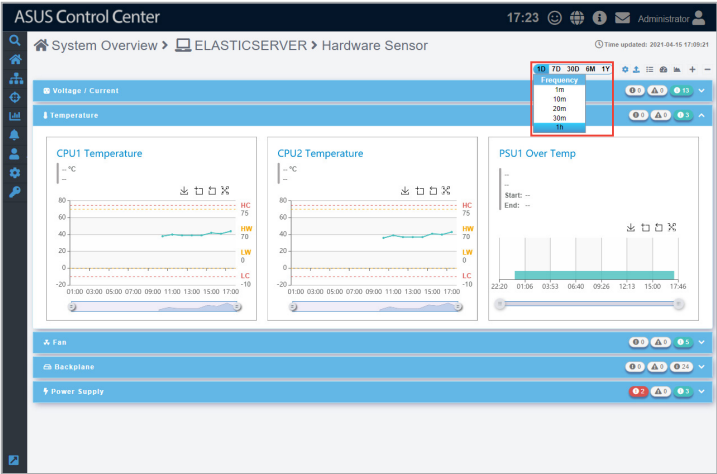 ASUS Control Center
17:23
Administrator
System Overview > ELASTICSERVER > Hardware Sensor
Time updated: 2021-04-15 17:09:21
1D 7D 30D 6M 1Y
Frequency
1m
10m
20m
30m
1h
Voltage / Current
0 0 13
Temperature
0 0 3
CPU1 Temperature
-- °C
--
80
60
40
20
0
-20
HC
75
HW
70
LW
0
LC
-10
01:00 03:00 05:00 07:00 09:00 11:00 13:00 15:00 17:00
CPU2 Temperature
-- °C
--
80
60
40
20
0
-20
HC
75
HW
70
LW
0
LC
-10
01:00 03:00 05:00 07:00 09:00 11:00 13:00 15:00 17:00
PSU1 Over Temp
--
--
Start: --
End: --
22:20 01:06 03:53 06:40 09:26 12:13 15:00 17:46
Fan
0 0 5
Backplane
0 0 24
Power Supply
2 0 3